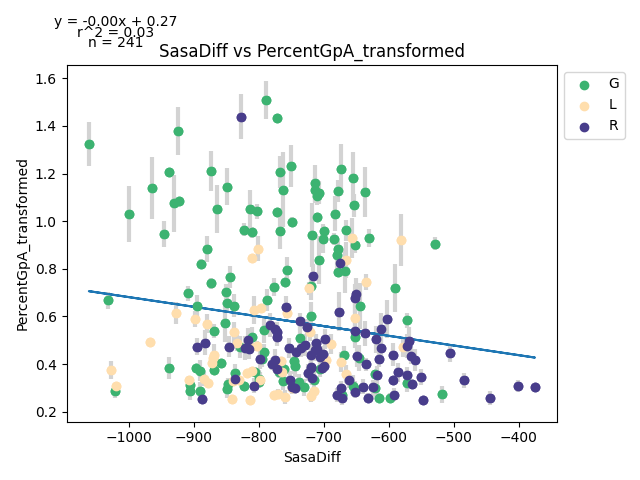 y = -0.00x + 0.27
r^2 = 0.03
n = 241
SasaDiff vs PercentGpA_transformed
PercentGpA_transformed
1.6
1.4
1.2
1.0
0.8
0.6
0.4
0.2
−1000 −900 −800 −700 −600 −500 −400
SasaDiff
G
L
R